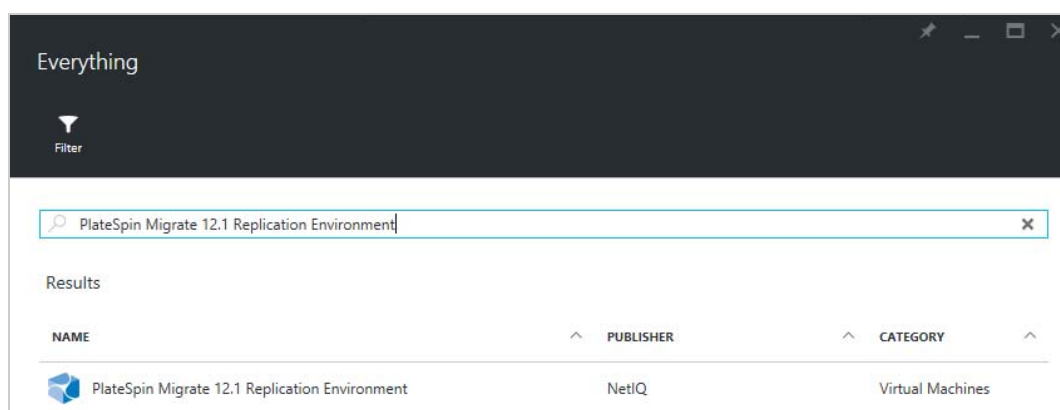 Everything
Filter
PlateSpin Migrate 12.1 Replication Environment
Results
NAME PUBLISHER CATEGORY
PlateSpin Migrate 12.1 Replication Environment NetIQ Virtual Machines